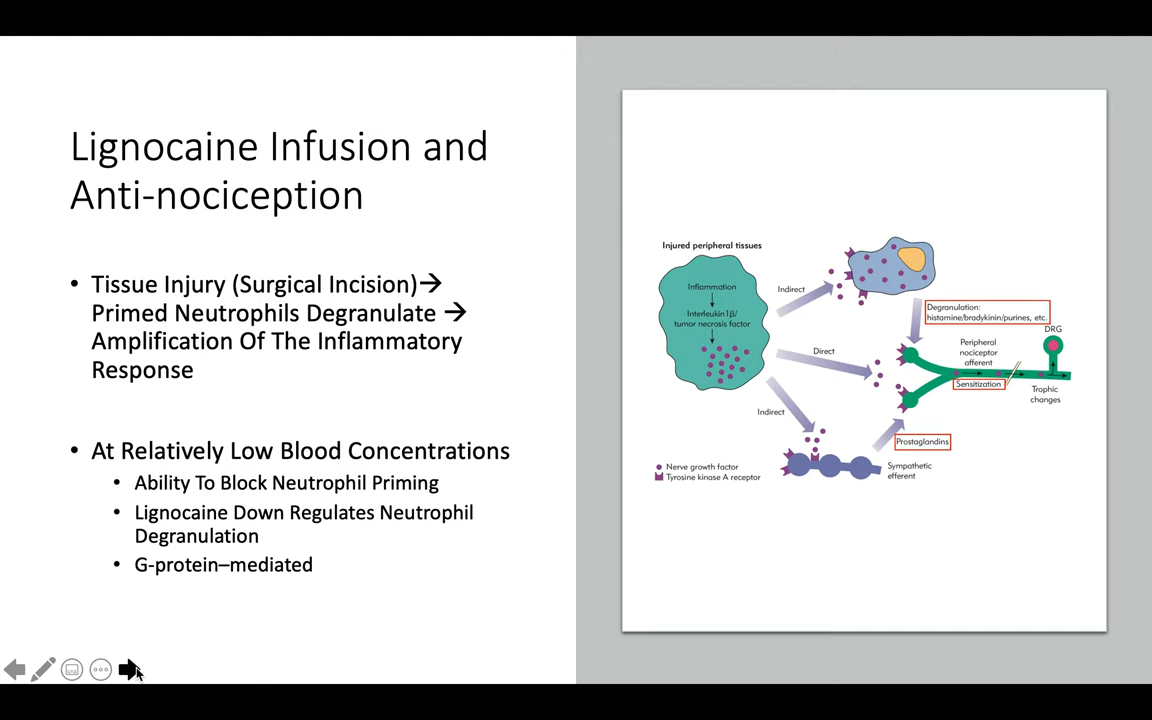 Lignocaine Infusion and
Anti-nociception
• Tissue Injury (Surgical Incision)→
Primed Neutrophils Degranulate →
Amplification Of The Inflammatory
Response
• At Relatively Low Blood Concentrations
• Ability To Block Neutrophil Priming
• Lignocaine Down Regulates Neutrophil
Degranulation
• G-protein–mediated
Injured peripheral tissues
Inflammation
Interleukin 1β/
tumor necrosis factor
Indirect
Direct
Indirect
Degranulation:
histamine/bradykinin/purines, etc.
DRG
Peripheral
nociceptor
afferent
Sensitization
Trophic
changes
Prostaglandins
Sympathetic
efferent
Nerve growth factor
Tyrosine kinase A receptor